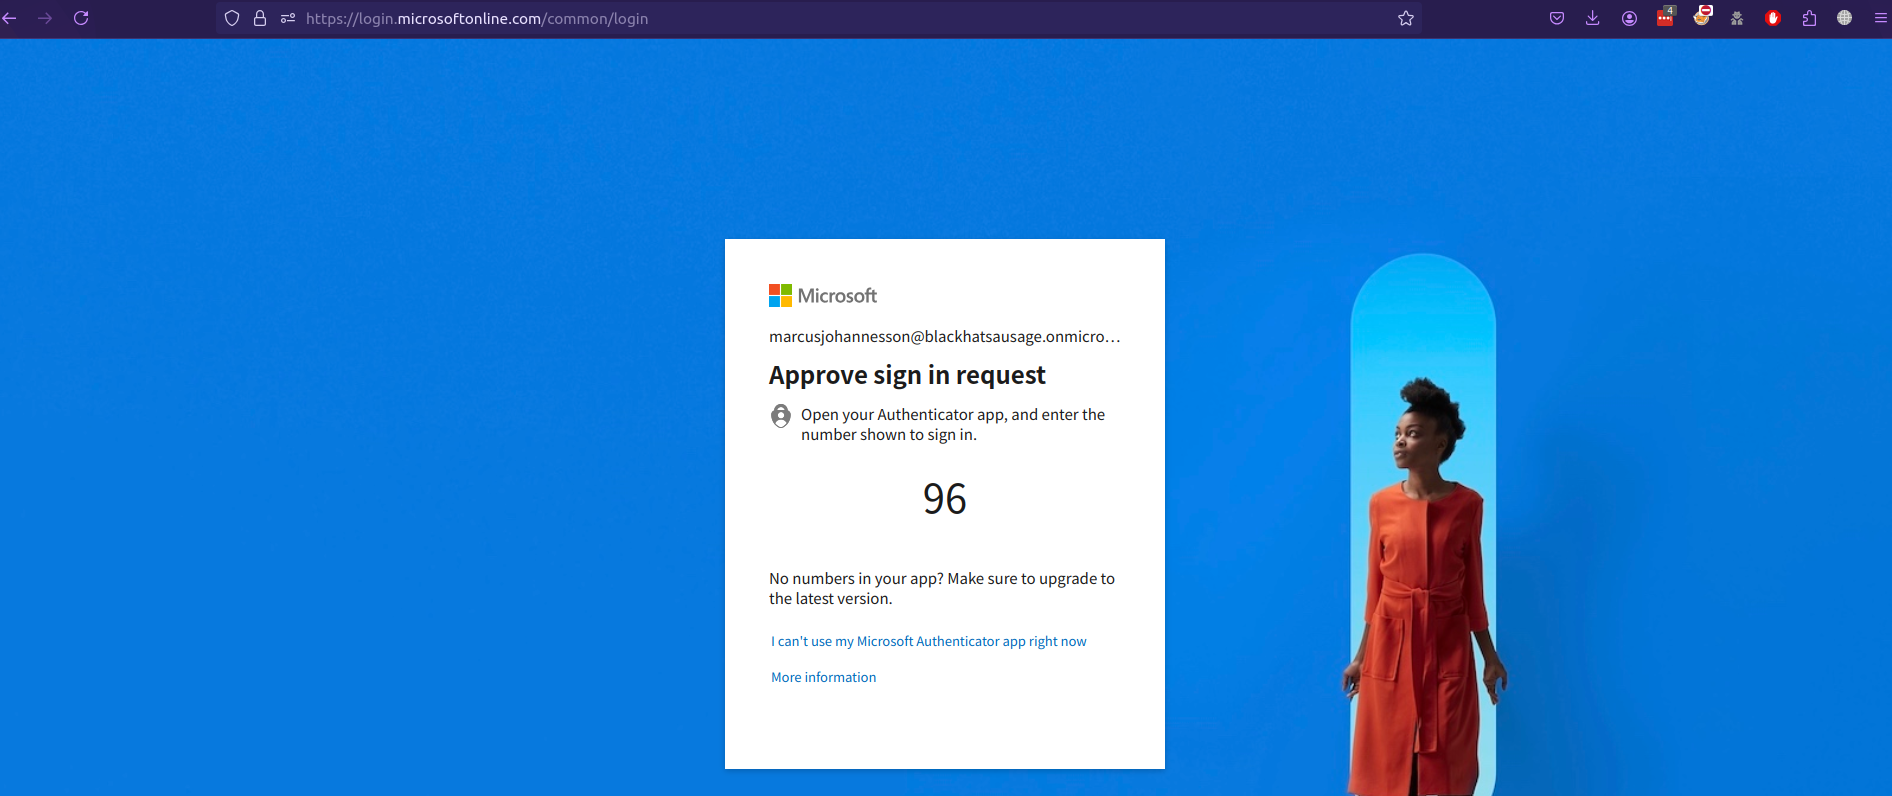 https://login.microsoftonline.com/common/login
4
Microsoft
marcusjohannesson@blackhatsausage.onmicro…
Approve sign in request
Open your Authenticator app, and enter the
number shown to sign in.
96
No numbers in your app? Make sure to upgrade to
the latest version.
I can't use my Microsoft Authenticator app right now
More information